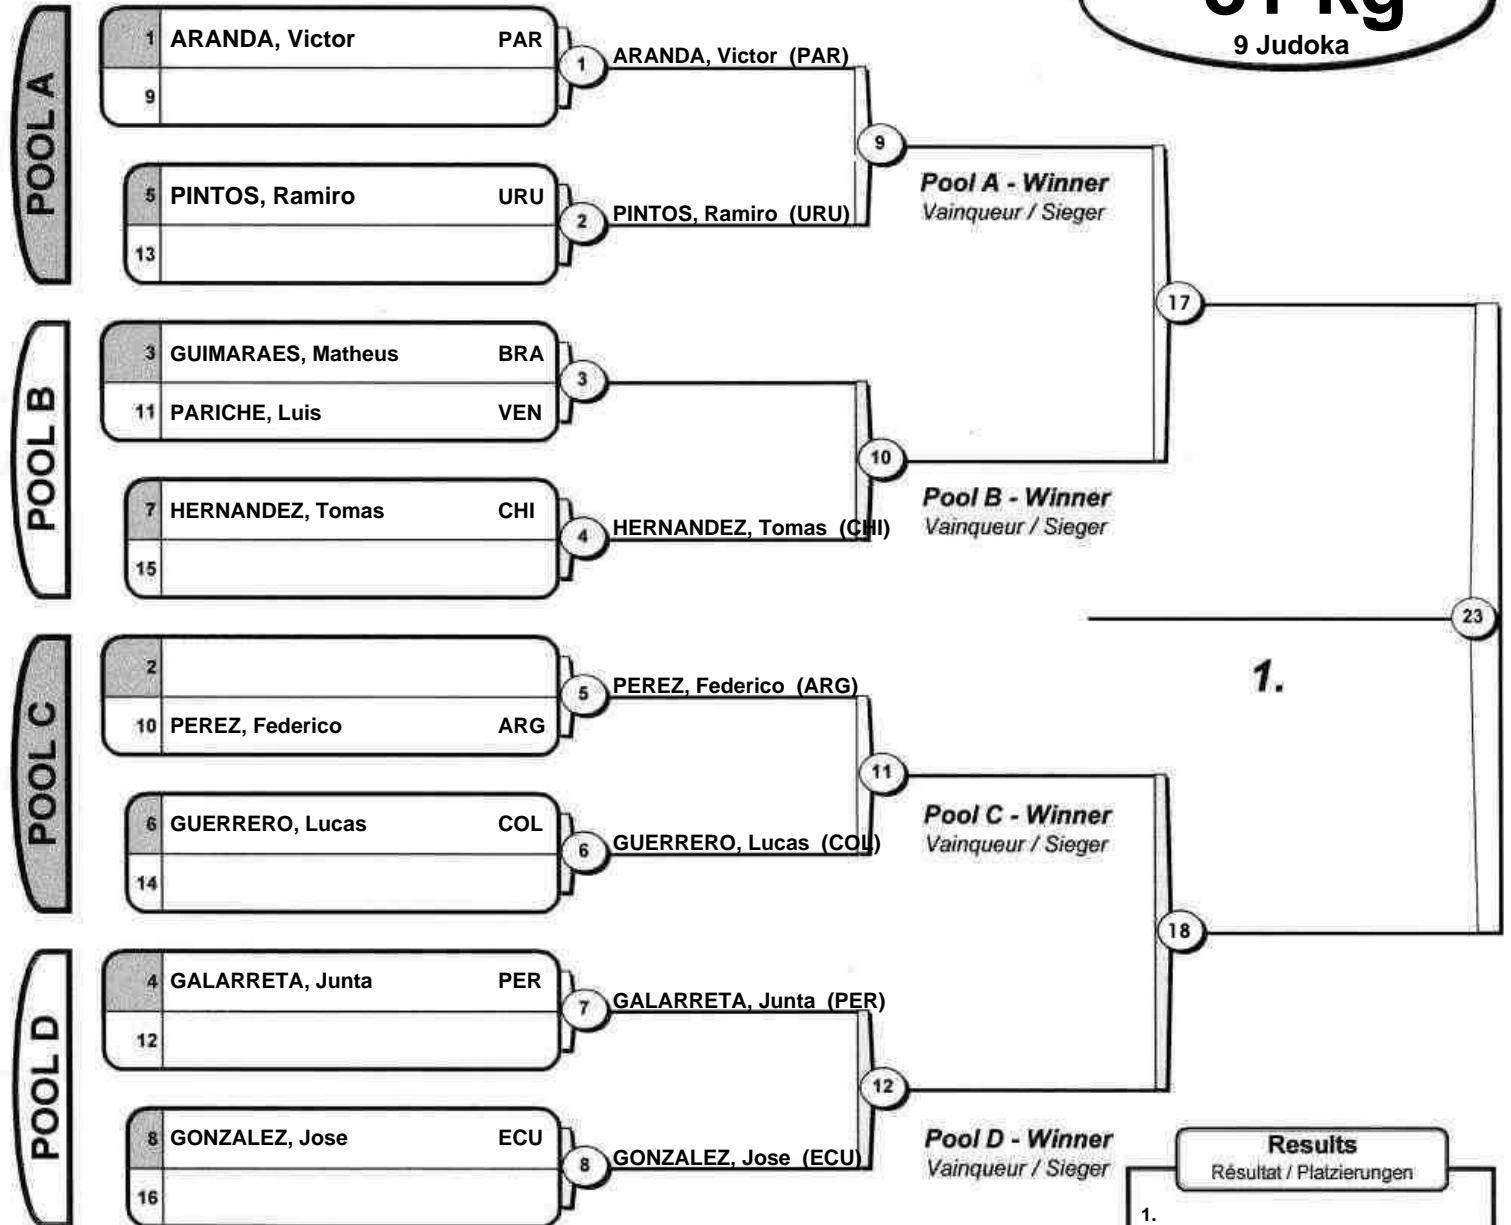 9 Judoka
POOL A
1 ARANDA, Victor PAR
9
1
ARANDA, Victor (PAR)
5 PINTOS, Ramiro URU
13
2
PINTOS, Ramiro (URU)
9
Pool A - Winner
Vainqueur / Sieger
POOL B
3 GUIMARAES, Matheus BRA
11 PARICHE, Luis VEN
3
7 HERNANDEZ, Tomas CHI
15
4
HERNANDEZ, Tomas (CHI)
10
Pool B - Winner
Vainqueur / Sieger
17
POOL C
2
10 PEREZ, Federico ARG
5
PEREZ, Federico (ARG)
6 GUERRERO, Lucas COL
14
6
GUERRERO, Lucas (COL)
11
Pool C - Winner
Vainqueur / Sieger
23
1.
POOL D
4 GALARRETA, Junta PER
12
7
GALARRETA, Junta (PER)
8 GONZALEZ, Jose ECU
16
8
GONZALEZ, Jose (ECU)
12
Pool D - Winner
Vainqueur / Sieger
18
Results
Résultat / Platzierungen
1.